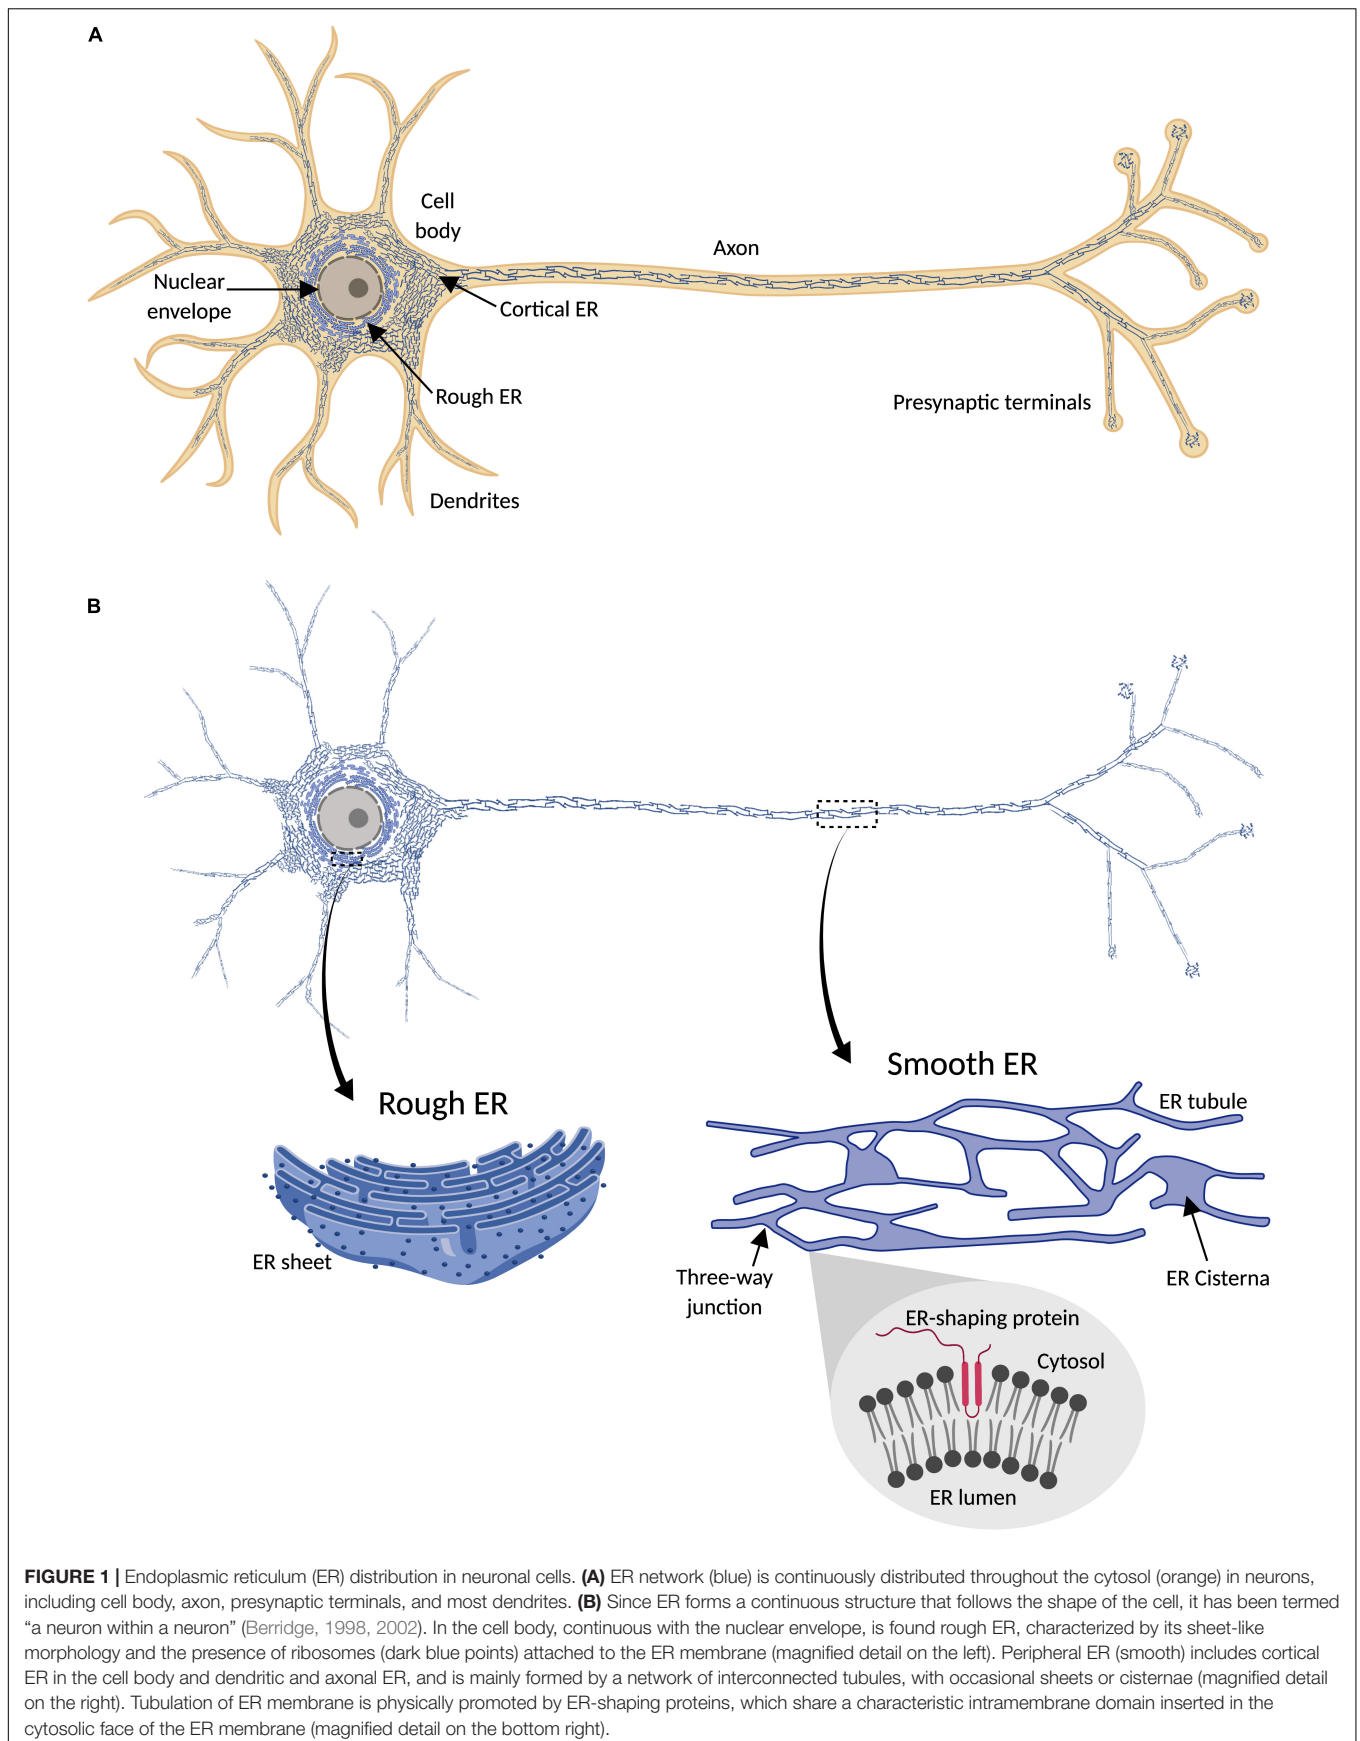 A
Cell
body
Axon
Nuclear
envelope
Cortical ER
Rough ER
Presynaptic terminals
Dendrites
B
Smooth ER
Rough ER
ER tubule
ER sheet
Three-way
junction
ER Cisterna
ER-shaping protein
Cytosol
ER lumen
FIGURE 1 | Endoplasmic reticulum (ER) distribution in neuronal cells. (A) ER network (blue) is continuously distributed throughout the cytosol (orange) in neurons,
including cell body, axon, presynaptic terminals, and most dendrites. (B) Since ER forms a continuous structure that follows the shape of the cell, it has been termed
“a neuron within a neuron” (Berridge, 1998, 2002). In the cell body, continuous with the nuclear envelope, is found rough ER, characterized by its sheet-like
morphology and the presence of ribosomes (dark blue points) attached to the ER membrane (magnified detail on the left). Peripheral ER (smooth) includes cortical
ER in the cell body and dendritic and axonal ER, and is mainly formed by a network of interconnected tubules, with occasional sheets or cisternae (magnified detail
on the right). Tubulation of ER membrane is physically promoted by ER-shaping proteins, which share a characteristic intramembrane domain inserted in the
cytosolic face of the ER membrane (magnified detail on the bottom right).